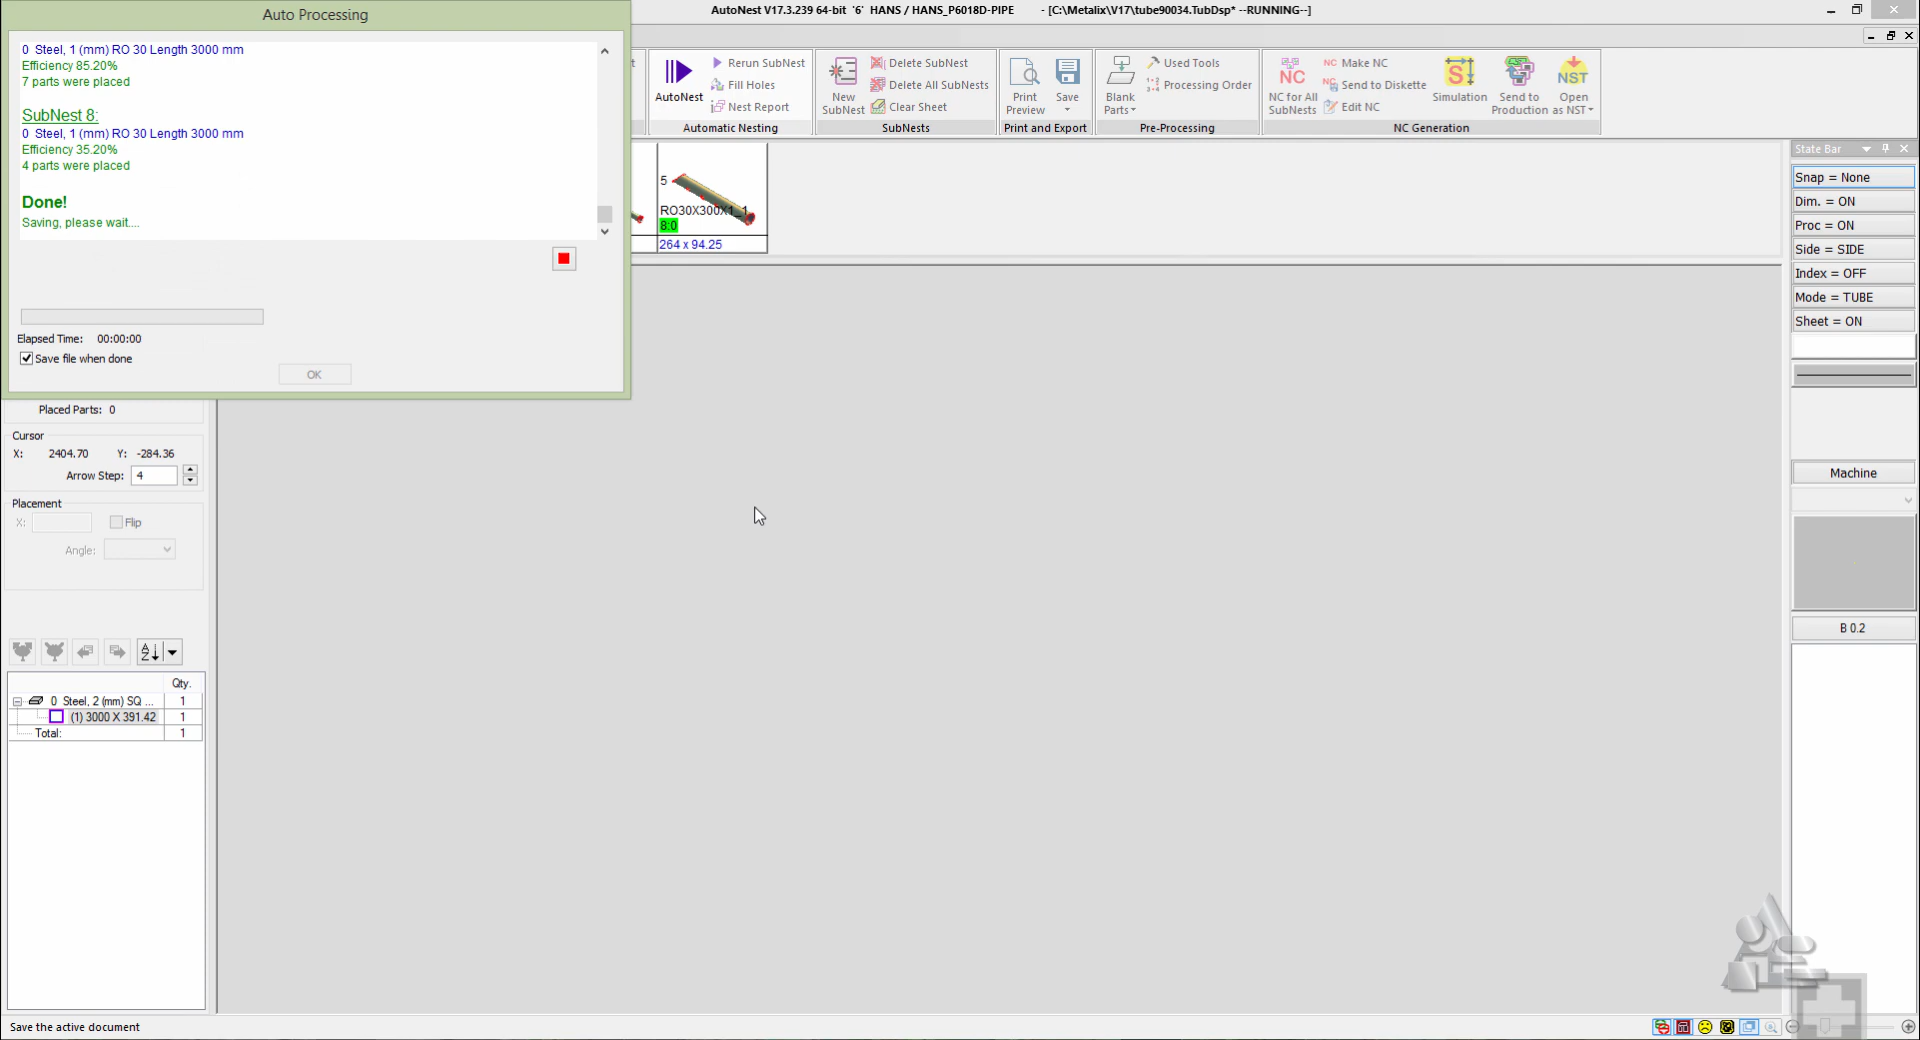 Auto Processing
AutoNest V17.3.239 64-bit '6' HANS / HANS_P6018D-PIPE - [C:\Metalix\V17\tube90034.TubDsp* --RUNNING--]
0 Steel, 1 (mm) RO 30 Length 3000 mm
Efficiency 85.20%
7 parts were placed
SubNest 8:
0 Steel, 1 (mm) RO 30 Length 3000 mm
Efficiency 35.20%
4 parts were placed
Done!
Saving, please wait....
Elapsed Time: 00:00:00
Save file when done
OK
AutoNest
Rerun SubNest
Fill Holes
Nest Report
Automatic Nesting
New
SubNest
Delete SubNest
Delete All SubNests
Clear Sheet
SubNests
Print
Preview
Save
Print and Export
Blank
Parts
Used Tools
Processing Order
Pre-Processing
NC
NC for All
SubNests
NC Make NC
Send to Diskette
Edit NC
Simulation
Send to
Production
NST
Open
as NST
NC Generation
5
RO30X300X1_1
8:0
264 x 94.25
State Bar
Snap = None
Dim. = ON
Proc = ON
Side = SIDE
Index = OFF
Mode = TUBE
Sheet = ON
Machine
B 0.2
Placed Parts: 0
Cursor
X: 2404.70 Y: -284.36
Arrow Step: 4
Placement
X: Flip
Angle:
Qty.
0 Steel, 2 (mm) SQ ... 1
(1) 3000 X 391.42 1
Total: 1
Save the active document